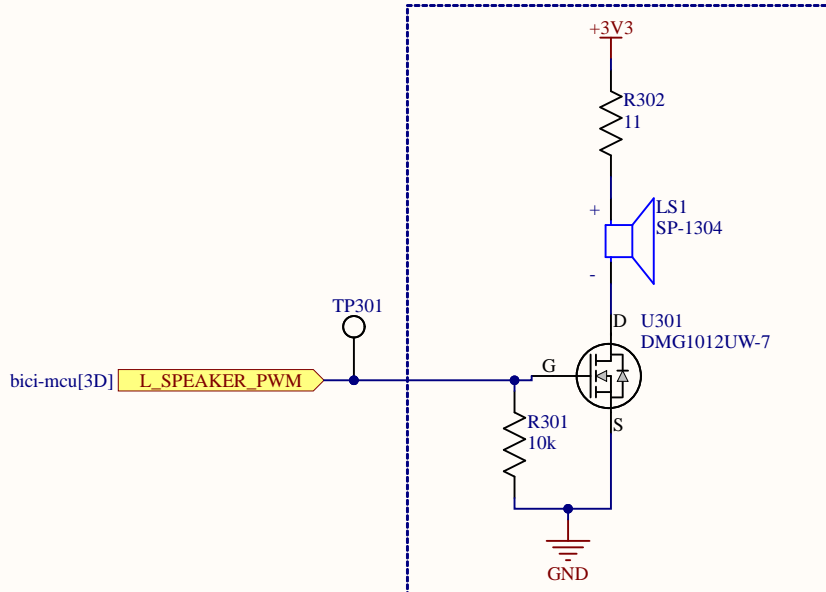 +3V3
R302
11
+
LS1
SP-1304
-
TP301
D
U301
DMG1012UW-7
bici-mcu[3D]
L_SPEAKER_PWM
G
S
R301
10k
GND